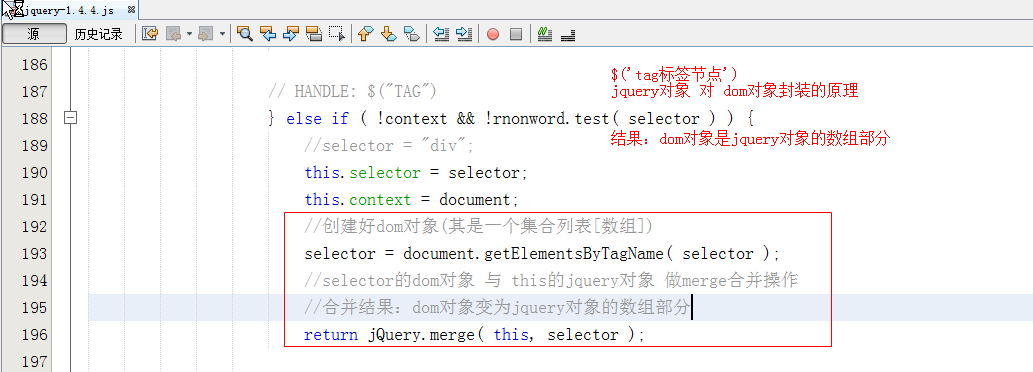 jquery-1.4.4.js
源 历史记录
186
187 // HANDLE: $("TAG")
188 } else if ( !context && !rnonword.test( selector ) ) {
189 //selector = "div";
190 this.selector = selector;
191 this.context = document;
192 //创建好dom对象(其是一个集合列表[数组])
193 selector = document.getElementsByTagName( selector );
194 //selector的dom对象 与 this的jquery对象 做merge合并操作
195 //合并结果: dom对象变为jquery对象的数组部分
196 return jQuery.merge( this, selector );
197
$('tag标签节点')
jquery对象 对 dom对象封装的原理
结果: dom对象是jquery对象的数组部分